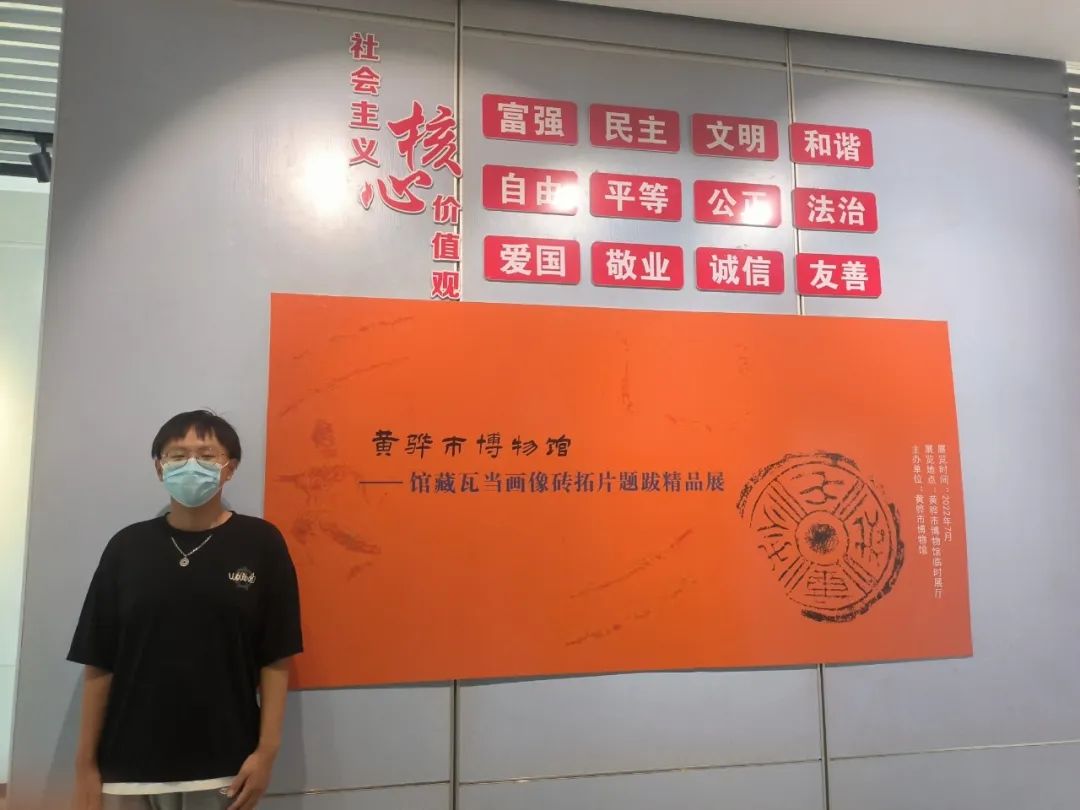 社会主义
核心
价值观
富强 民主 文明 和谐
自由 平等 公正 法治
爱国 敬业 诚信 友善
黄骅市博物馆
——馆藏瓦当画像砖拓片题跋精品展
展览时间：2022年7月
展览地点：黄骅市博物馆临时展厅
主办单位：黄骅市博物馆